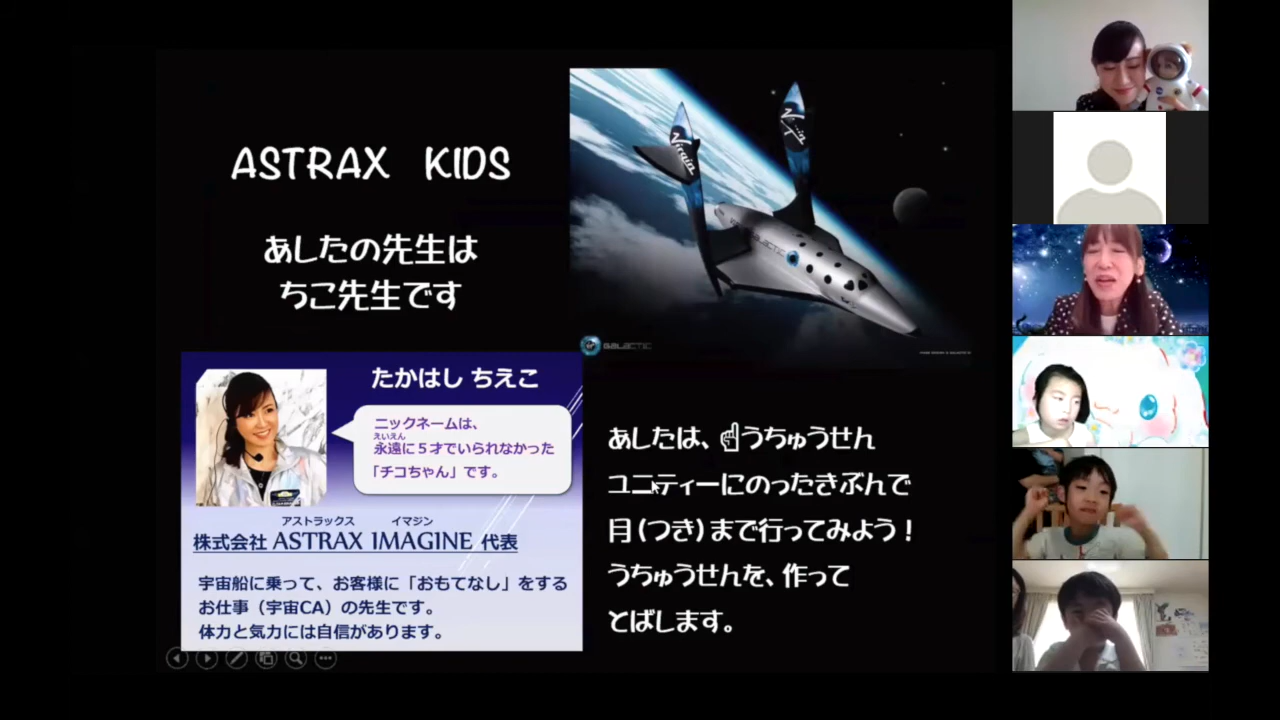 ASTRAX KIDS
あしたの先生は
ちこ先生です
Virgin
Virgin
GALACTIC
GALACTIC
たかはし ちえこ
ニックネームは、
えいえん
永遠に5才でいられなかった
「チコちゃん」です。
アストラックス イマジン
株式会社 ASTRAX IMAGINE 代表
宇宙船に乗って、お客様に「おもてなし」をする
お仕事（宇宙CA）の先生です。
体力と気力には自信があります。
あしたは、☝うちゅうせん
ユニティーにのったきぶんで
月(つき)まで行ってみよう！
うちゅうせんを、作って
とばします。